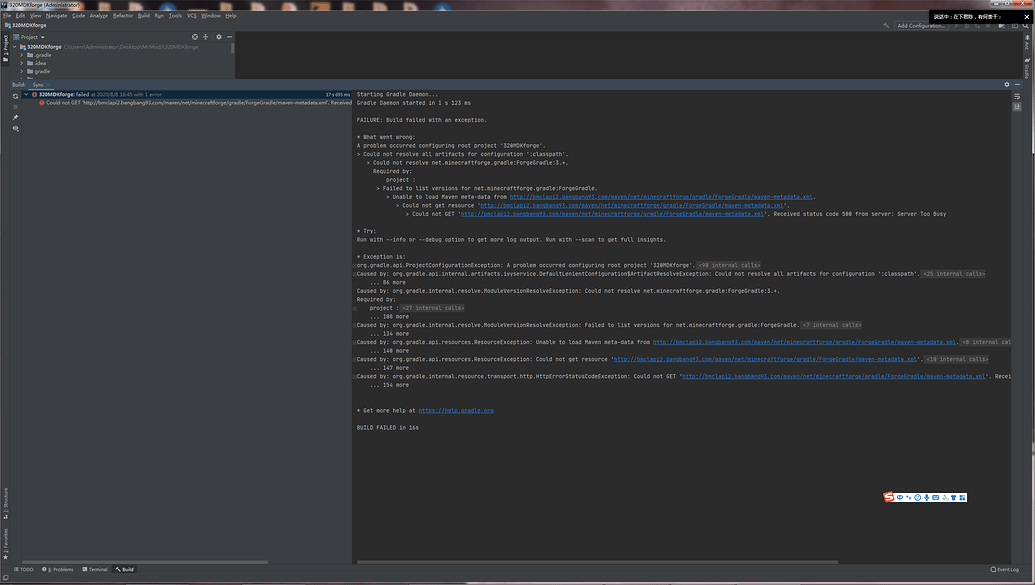 320MDKforge (Administrator)
File Edit View Navigate Code Analyze Refactor Build Run Tools VCS Window Help
说话中：在下君陈，有何贵干；
320MDKforge
Add Configuration...
Project
320MDKforge C:\Users\Administrator\Desktop\McMod\320MDKforge
.gradle
.idea
gradle
1: Project
Ant
Gradle
Build: Sync
320MDKforge: failed at 2020/8/8 16:45 with 1 error 17 s 695 ms
Could not GET 'http://bmclapi2.bangbang93.com/maven/net/minecraftforge/gradle/ForgeGradle/maven-metadata.xml'. Received
Starting Gradle Daemon...
Gradle Daemon started in 1 s 123 ms
FAILURE: Build failed with an exception.
* What went wrong:
A problem occurred configuring root project '320MDKforge'.
> Could not resolve all artifacts for configuration ':classpath'.
> Could not resolve net.minecraftforge.gradle:ForgeGradle:3.+.
Required by:
project :
> Failed to list versions for net.minecraftforge.gradle:ForgeGradle.
> Unable to load Maven meta-data from http://bmclapi2.bangbang93.com/maven/net/minecraftforge/gradle/ForgeGradle/maven-metadata.xml.
> Could not get resource 'http://bmclapi2.bangbang93.com/maven/net/minecraftforge/gradle/ForgeGradle/maven-metadata.xml'.
> Could not GET 'http://bmclapi2.bangbang93.com/maven/net/minecraftforge/gradle/ForgeGradle/maven-metadata.xml'. Received status code 508 from server: Server Too Busy
* Try:
Run with --info or --debug option to get more log output. Run with --scan to get full insights.
* Exception is:
org.gradle.api.ProjectConfigurationException: A problem occurred configuring root project '320MDKforge'. <90 internal calls>
Caused by: org.gradle.api.internal.artifacts.ivyservice.DefaultLenientConfiguration$ArtifactResolveException: Could not resolve all artifacts for configuration ':classpath'. <25 internal calls>
... 86 more
Caused by: org.gradle.internal.resolve.ModuleVersionResolveException: Could not resolve net.minecraftforge.gradle:ForgeGradle:3.+.
Required by:
project : <27 internal calls>
... 108 more
Caused by: org.gradle.internal.resolve.ModuleVersionResolveException: Failed to list versions for net.minecraftforge.gradle:ForgeGradle. <7 internal calls>
... 134 more
Caused by: org.gradle.api.resources.ResourceException: Unable to load Maven meta-data from http://bmclapi2.bangbang93.com/maven/net/minecraftforge/gradle/ForgeGradle/maven-metadata.xml. <8 internal cal
... 140 more
Caused by: org.gradle.api.resources.ResourceException: Could not get resource 'http://bmclapi2.bangbang93.com/maven/net/minecraftforge/gradle/ForgeGradle/maven-metadata.xml'. <10 internal calls>
... 147 more
Caused by: org.gradle.internal.resource.transport.http.HttpErrorStatusCodeException: Could not GET 'http://bmclapi2.bangbang93.com/maven/net/minecraftforge/gradle/ForgeGradle/maven-metadata.xml'. Recei
... 154 more
* Get more help at https://help.gradle.org
BUILD FAILED in 16s
中
Z: Structure
2: Favorites
TODO 6: Problems Terminal Build Event Log